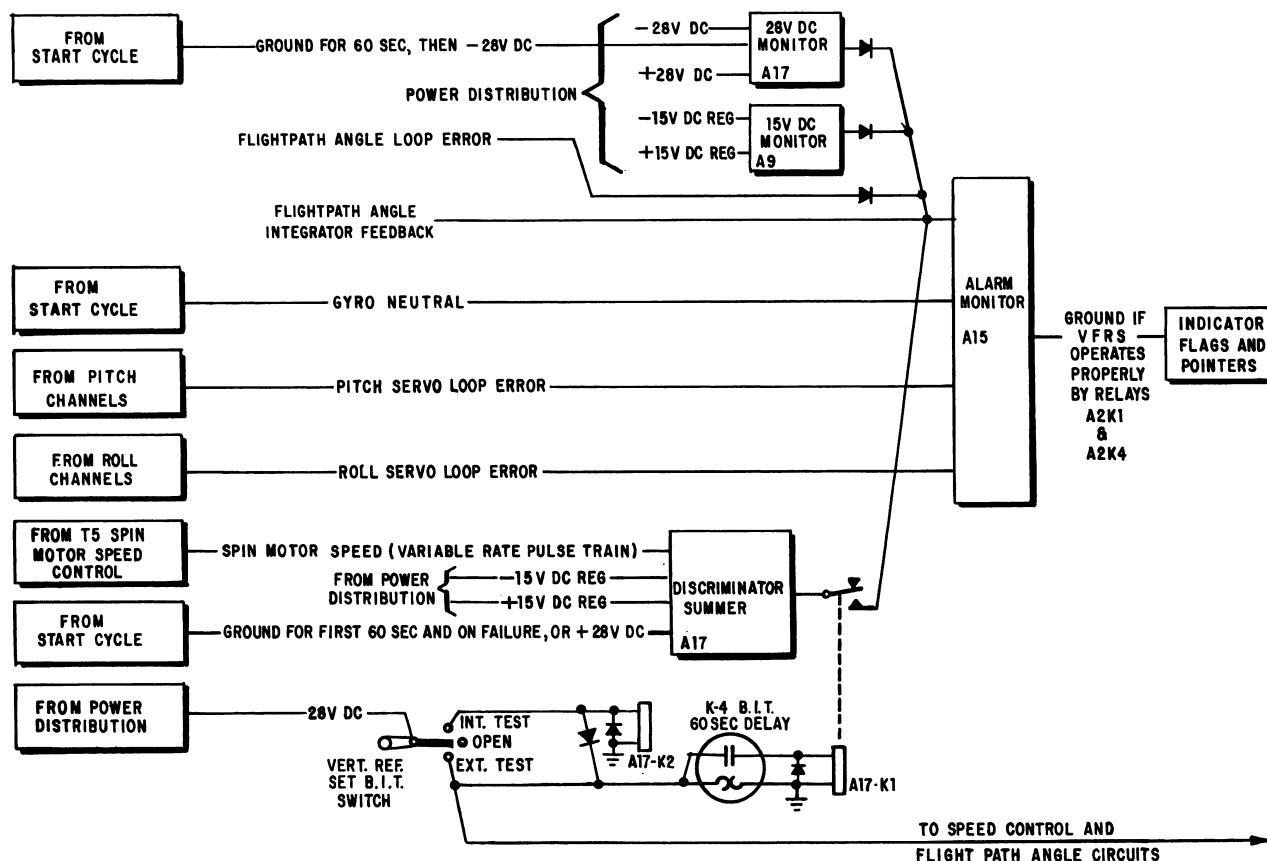 FROM
START CYCLE
GROUND FOR 60 SEC, THEN -28V DC
POWER DISTRIBUTION
-28V DC
+28V DC
28V DC
MONITOR
A17
-15V DC REG
+15V DC REG
15V DC
MONITOR
A9
FLIGHTPATH ANGLE LOOP ERROR
FLIGHTPATH ANGLE
INTEGRATOR FEEDBACK
FROM
START CYCLE
GYRO NEUTRAL
FROM PITCH
CHANNELS
PITCH SERVO LOOP ERROR
FROM ROLL
CHANNELS
ROLL SERVO LOOP ERROR
ALARM
MONITOR
A15
GROUND IF
VFRS
OPERATES
PROPERLY
BY RELAYS
A2K1
&
A2K4
INDICATOR
FLAGS AND
POINTERS
FROM T5 SPIN
MOTOR SPEED
CONTROL
SPIN MOTOR SPEED (VARIABLE RATE PULSE TRAIN)
FROM POWER
DISTRIBUTION
-15V DC REG
+15V DC REG
FROM
START CYCLE
GROUND FOR FIRST 60 SEC AND ON FAILURE, OR +28V DC
DISCRIMINATOR
SUMMER
A17
FROM POWER
DISTRIBUTION
28V DC
INT. TEST
OPEN
EXT. TEST
VERT. REF.
SET B.I.T.
SWITCH
A17-K2
K-4 B.I.T.
60 SEC DELAY
A17-K1
TO SPEED CONTROL AND
FLIGHT PATH ANGLE CIRCUITS